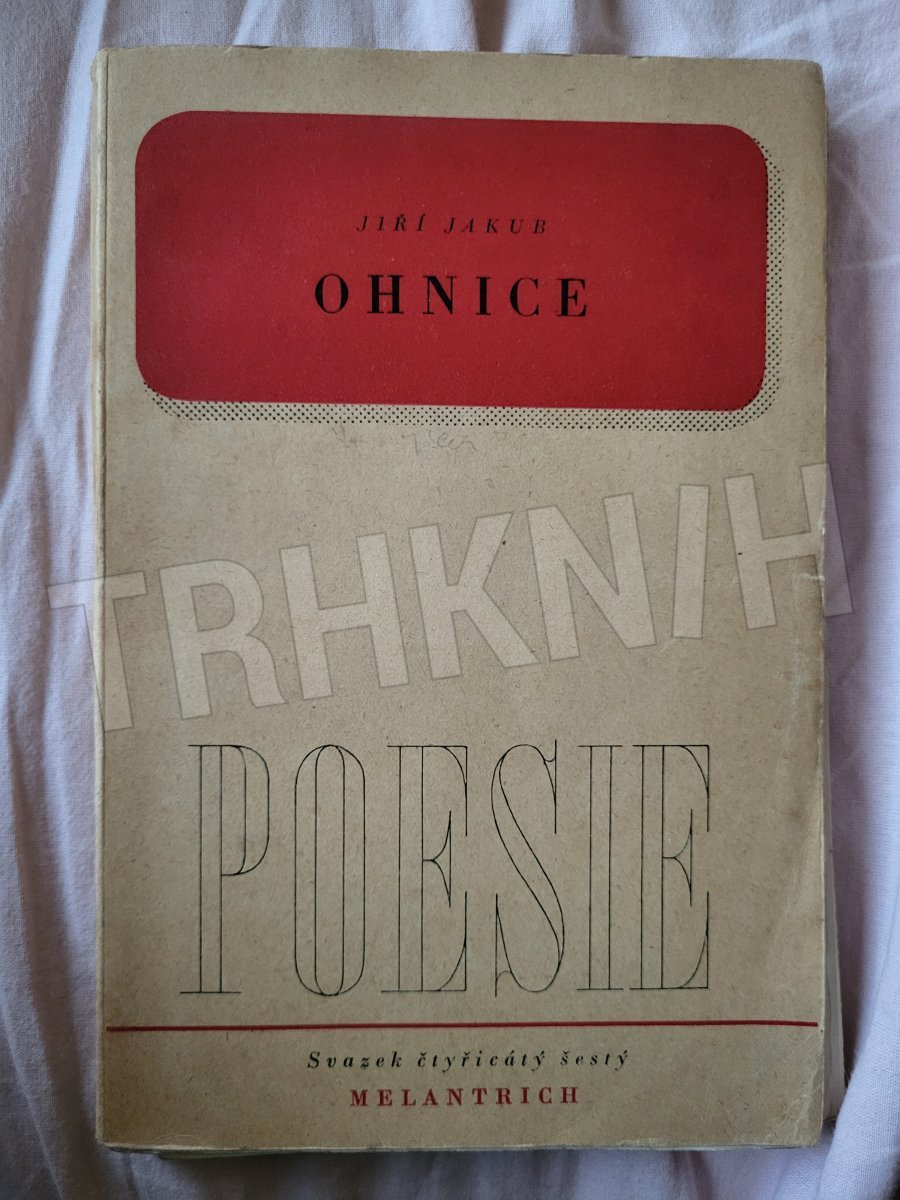 JIŘÍ JAKUB
OHNICE
TRHKNIH
POESIE
Svazek čtyřicátý šestý
MELANTRICH